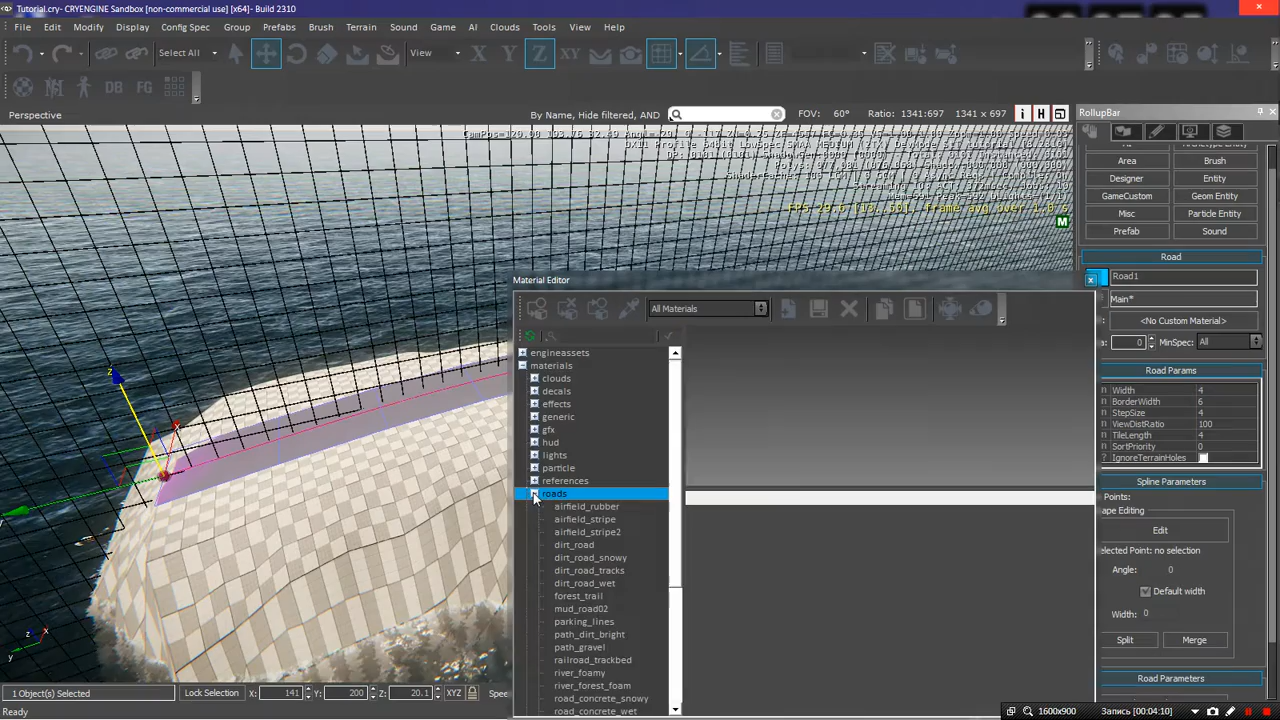 Tutorial.cry- CRYENGINE Sandbox [non-commercial use] [x64] - Build 2310
File Edit Modify Display Config Spec Group Prefabs Brush Terrain Sound Game AI Clouds Tools View Help
Select All X Y Z XY View
DB FG
Perspective By Name, Hide filtered, AND FOV: 60° Ratio: 1341:697 1341 x 697 i H
RollupBar
M
Area Brush
Designer Entity
GameCustom Geom Entity
Misc Particle Entity
Prefab Sound
Road
Road1
Main*
<No Custom Material>
0 MinSpec: All
Road Params
Width 4
BorderWidth 6
StepSize 4
ViewDistRatio 100
TileLength 4
SortPriority 0
IgnoreTerrainHoles
Spline Parameters
Points:
Edit
elected Point: no selection
Angle: 0
Default width
Width: 0
Split Merge
Road Parameters
Material Editor
All Materials
engineassets
materials
clouds
decals
effects
generic
gfx
hud
lights
particle
references
roads
airfield_rubber
airfield_stripe
airfield_stripe2
dirt_road
dirt_road_snowy
dirt_road_tracks
dirt_road_wet
forest_trail
mud_road02
parking_lines
path_dirt_bright
path_gravel
railroad_trackbed
river_foamy
river_forest_foam
road_concrete_snowy
road_concrete_wet
z
x
y
1 Object(s) Selected Lock Selection X: 141 Y: 200 Z: 20.1 XYZ Spee
Ready
1600x900 Запись [00:04:10]